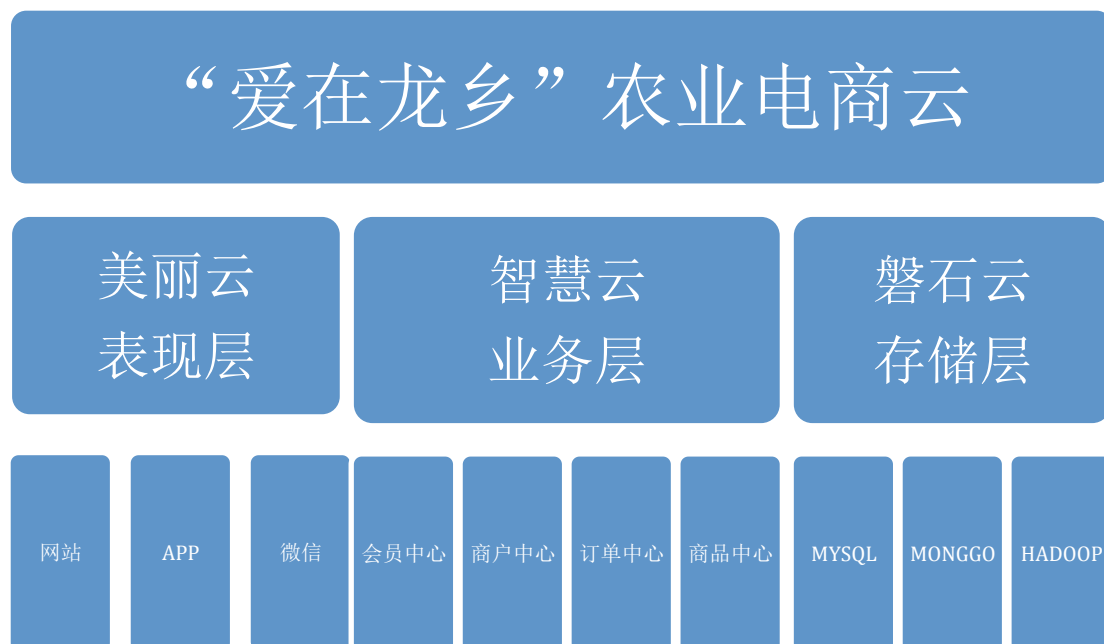 “爱在龙乡”农业电商云
美丽云
表现层
智慧云
业务层
磐石云
存储层
网站
APP
微信
会员中心
商户中心
订单中心
商品中心
MYSQL
MONGGO
HADOOP